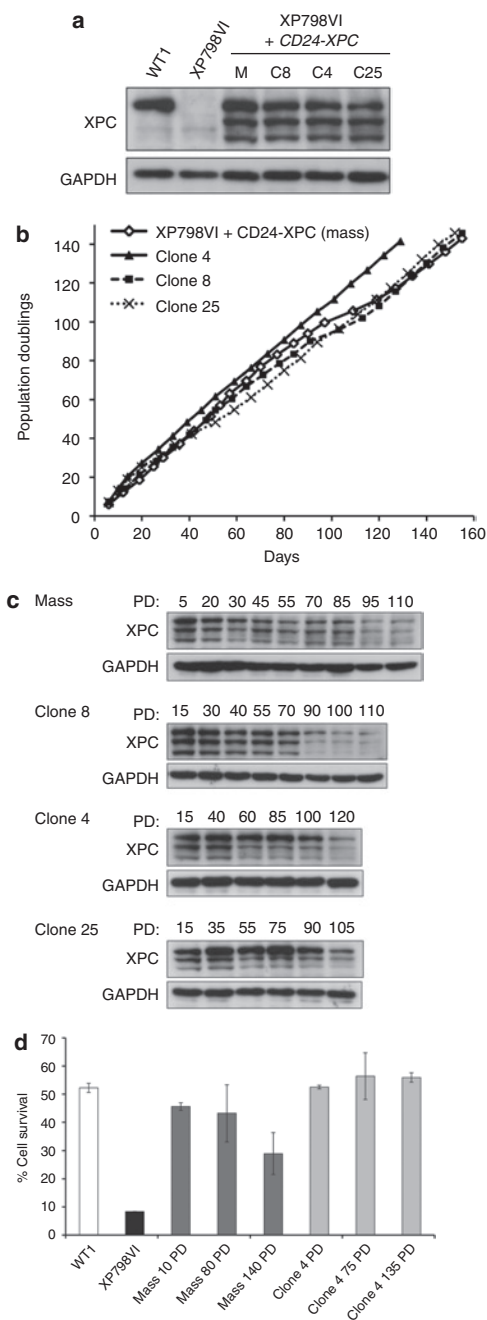 a
WT1
XP798VI
XP798VI
+ CD24-XPC
M C8 C4 C25
XPC
GAPDH
b
XP798VI + CD24-XPC (mass)
Clone 4
Clone 8
Clone 25
Population doublings
140
120
100
80
60
40
20
0
0 20 40 60 80 100 120 140 160
Days
c
Mass PD: 5 20 30 45 55 70 85 95 110
XPC
GAPDH
Clone 8 PD: 15 30 40 55 70 90 100 110
XPC
GAPDH
Clone 4 PD: 15 40 60 85 100 120
XPC
GAPDH
Clone 25 PD: 15 35 55 75 90 105
XPC
GAPDH
d
% Cell survival
70
60
50
40
30
20
10
0
WT1
XP798VI
Mass 10 PD
Mass 80 PD
Mass 140 PD
Clone 4 PD
Clone 4 75 PD
Clone 4 135 PD